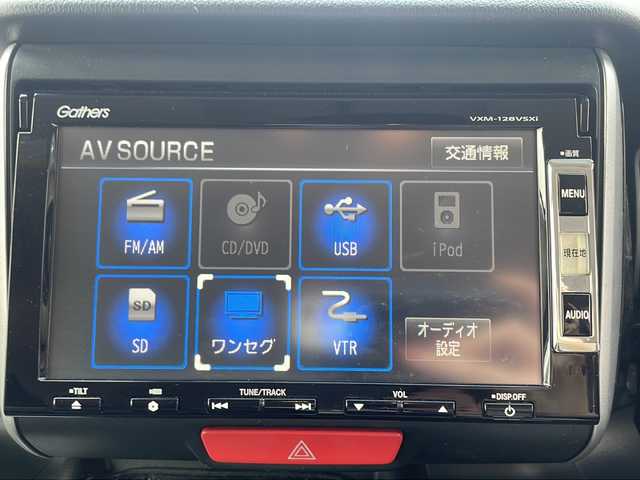 Gathers
VXM-128VSXi
AV SOURCE
交通情報
■画質
FM/AM
CD/DVD
USB
iPod
MENU
現在地
SD
SD
ワンセグ
VTR
オーディオ
設定
AUDIO
■TILT
TUNE/TRACK
VOL
■DISP.OFF